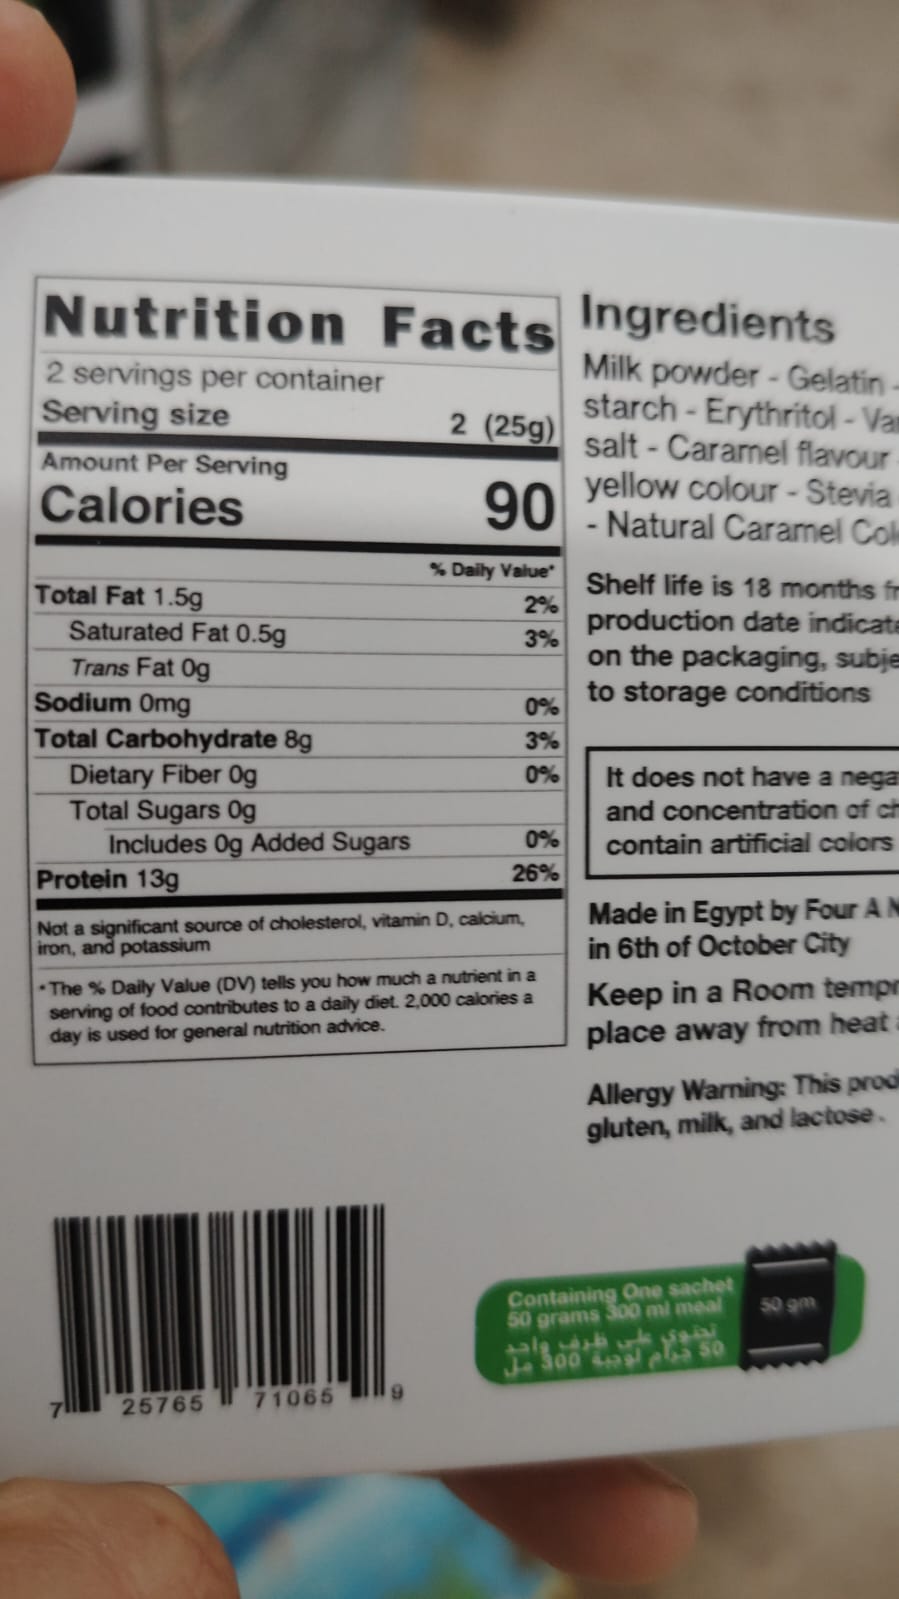 Nutrition Facts
2 servings per container
Serving size 2 (25g)
Amount Per Serving
Calories 90
% Daily Value*
Total Fat 1.5g 2%
Saturated Fat 0.5g 3%
Trans Fat 0g
Sodium 0mg 0%
Total Carbohydrate 8g 3%
Dietary Fiber 0g 0%
Total Sugars 0g
Includes 0g Added Sugars 0%
Protein 13g 26%
Not a significant source of cholesterol, vitamin D, calcium,
iron, and potassium
*The % Daily Value (DV) tells you how much a nutrient in a
serving of food contributes to a daily diet. 2,000 calories a
day is used for general nutrition advice.
Ingredients
Milk powder - Gelatin -
starch - Erythritol -
salt - Caramel flavour
yellow colour - Stevia
- Natural Caramel
Shelf life is 18 months
production date
on the packaging,
to storage conditions
It does not have a
and concentration of
contain artificial colors
Made in Egypt by Four A
in 6th of October City
Keep in a Room
place away from heat
Allergy Warning: This
gluten, milk, and lactose.
7 25765 71065 9
Containing One sachet
50 grams 300 ml meal
تحتوي على ظرف واحد
50 جرام لوجبة 300 مل
50 gm